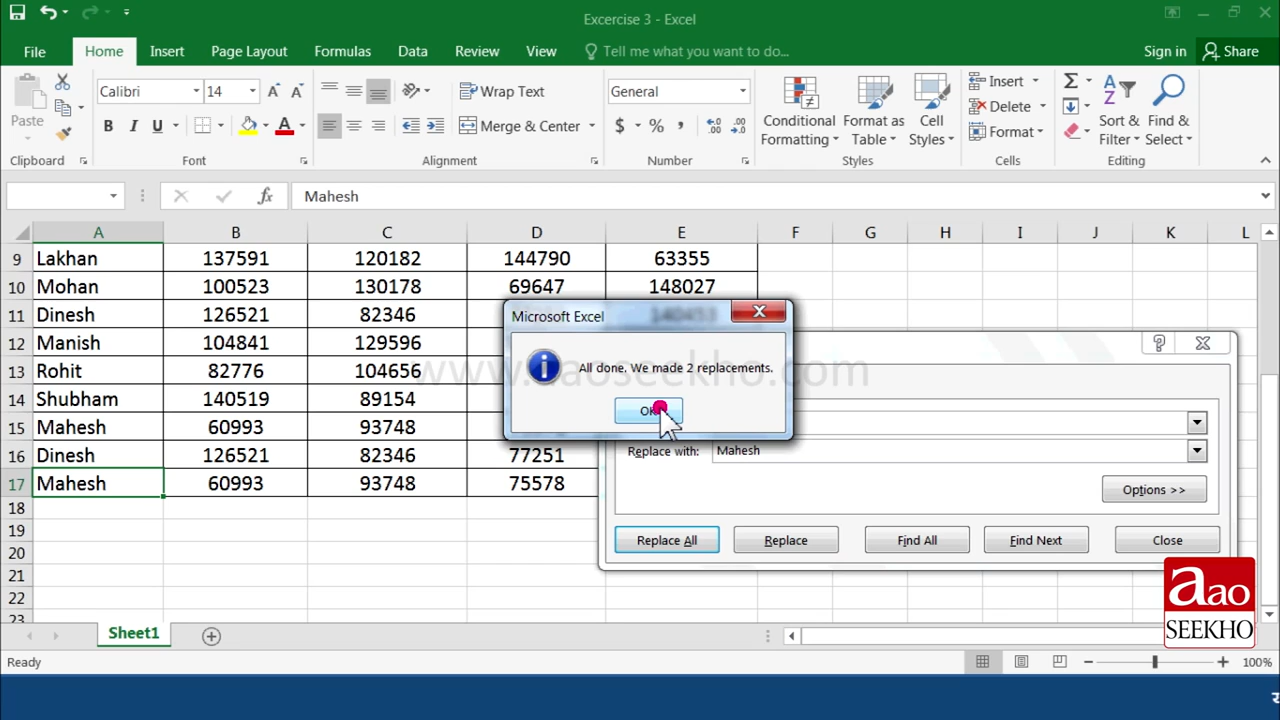 Excercise 3 - Excel
File Home Insert Page Layout Formulas Data Review View Tell me what you want to do... Sign in Share
Calibri 14 Wrap Text General Insert
Paste B I U Merge & Center $ % , Conditional Formatting Format as Table Cell Styles Delete Format Sort & Filter Find & Select
Clipboard Font Alignment Number Styles Cells Editing
fx Mahesh
A B C D E F G H I J K L
9 Lakhan 137591 120182 144790 63355
10 Mohan 100523 130178 69647 148027
11 Dinesh 126521 82346
12 Manish 104841 129596
13 Rohit 82776 104656
14 Shubham 140519 89154
15 Mahesh 60993 93748
16 Dinesh 126521 82346 77251
17 Mahesh 60993 93748 75578
18
19
20
21
22
23
Microsoft Excel
All done. We made 2 replacements.
OK
Replace with: Mahesh
Options >>
Replace All Replace Find All Find Next Close
www.aaoseekho.com
aao
SEEKHO
Sheet1
Ready 100%